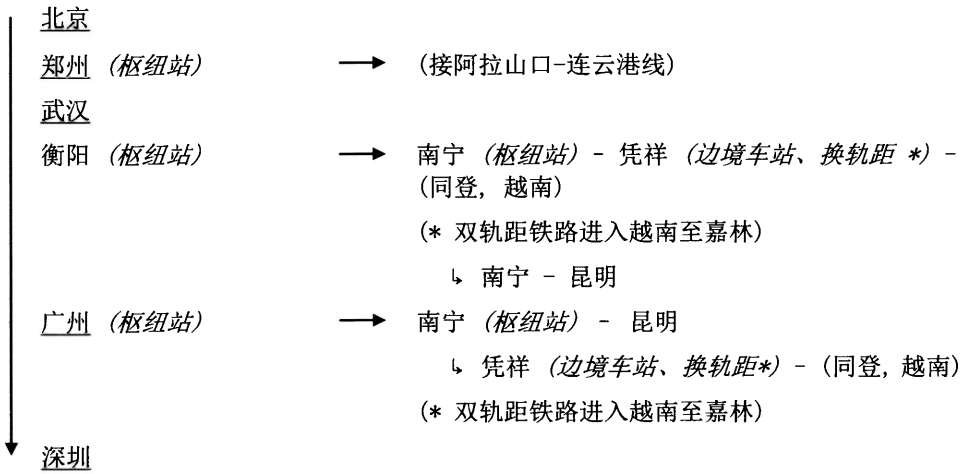 北京
郑州 (枢纽站) → (接阿拉山口-连云港线)
武汉
衡阳 (枢纽站) → 南宁 (枢纽站) - 凭祥 (边境车站、换轨距 *) -
(同登, 越南)
(* 双轨距铁路进入越南至嘉林)
↳ 南宁 - 昆明
广州 (枢纽站) → 南宁 (枢纽站) - 昆明
↳ 凭祥 (边境车站、换轨距*) - (同登, 越南)
(* 双轨距铁路进入越南至嘉林)
深圳